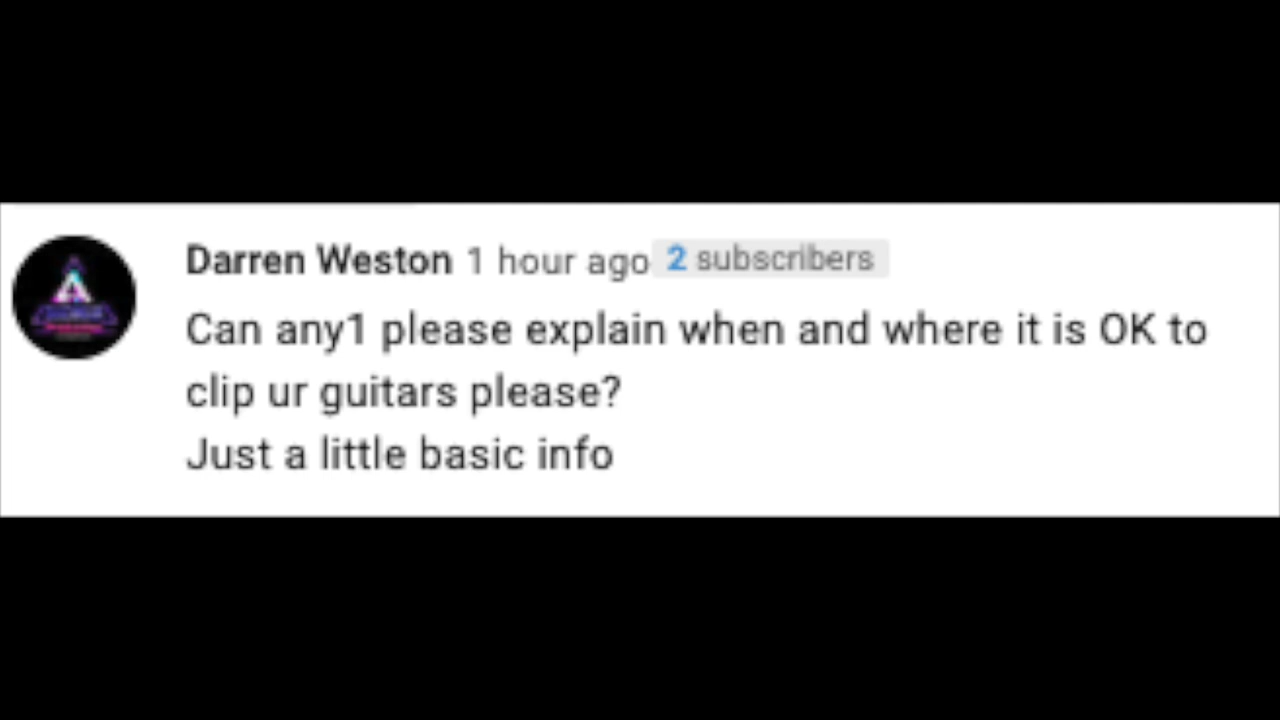 Darren Weston 1 hour ago 2 subscribers
Can any1 please explain when and where it is OK to
clip ur guitars please?
Just a little basic info